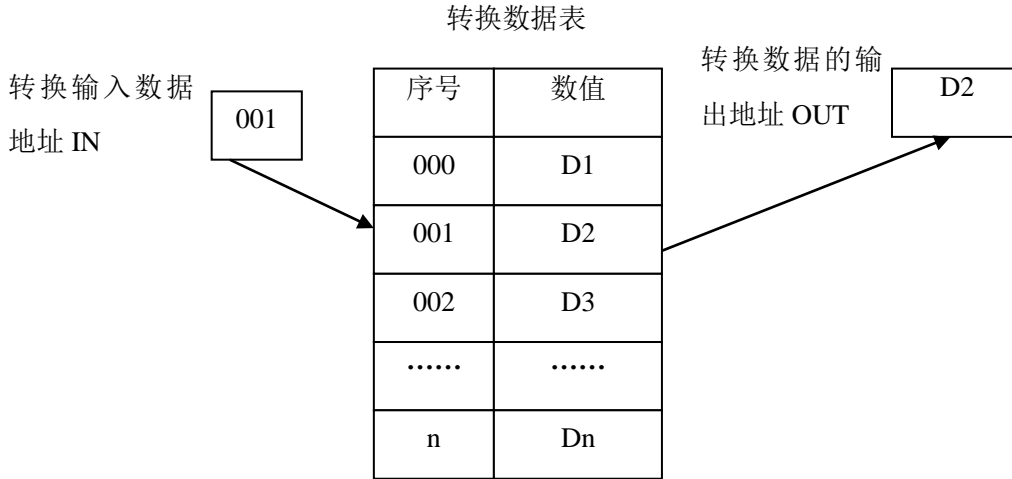 转换数据表
转换输入数据
地址 IN
001
序号 数值
000 D1
001 D2
002 D3
…… ……
n Dn
转换数据的输
出地址 OUT
D2